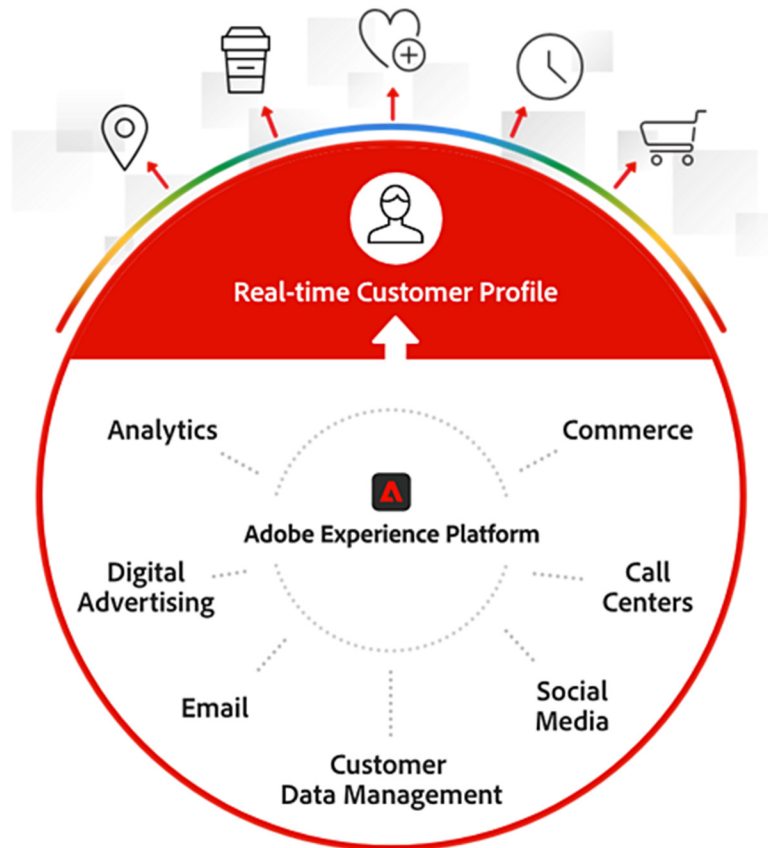 Real-time Customer Profile
Analytics
Commerce
Adobe Experience Platform
Digital
Advertising
Call
Centers
Email
Social
Media
Customer
Data Management